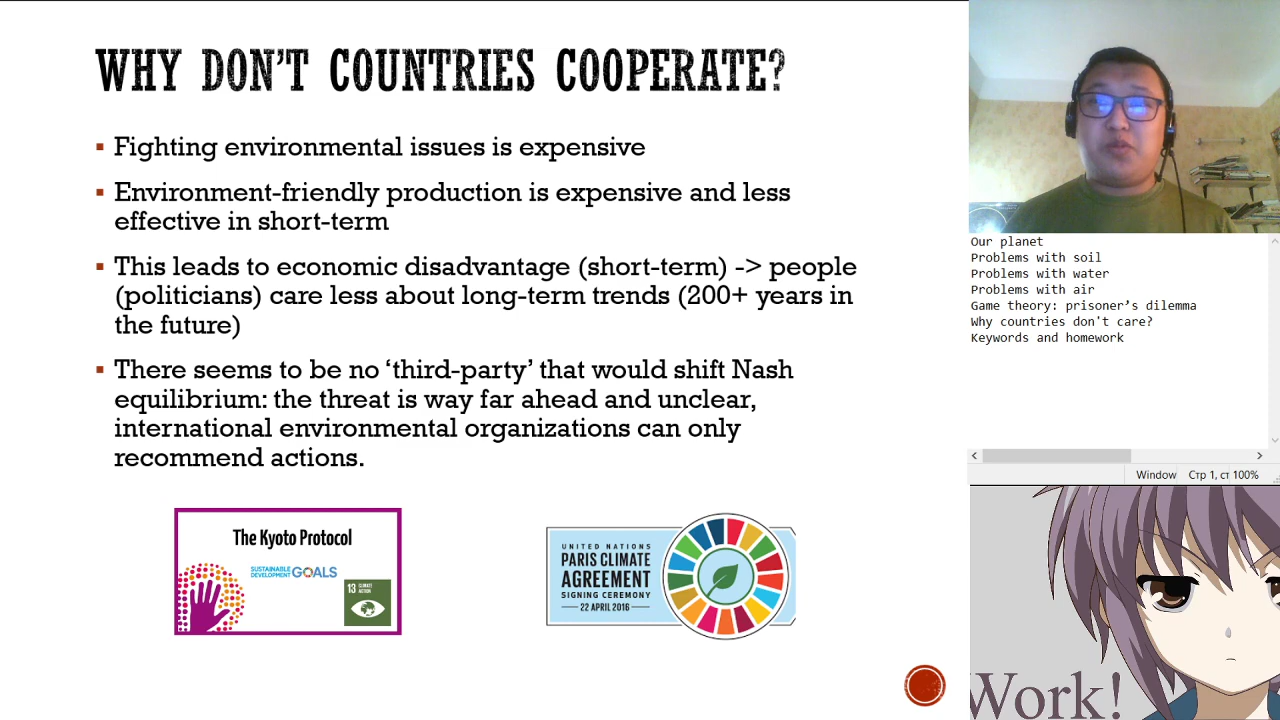 WHY DON'T COUNTRIES COOPERATE?
Fighting environmental issues is expensive
Environment-friendly production is expensive and less
effective in short-term
This leads to economic disadvantage (short-term) -> people
(politicians) care less about long-term trends (200+ years in
the future)
There seems to be no ‘third-party’ that would shift Nash
equilibrium: the threat is way far ahead and unclear,
international environmental organizations can only
recommend actions.
The Kyoto Protocol
SUSTAINABLE
DEVELOPMENT GOALS
13 CLIMATE
ACTION
UNITED NATIONS
PARIS CLIMATE
AGREEMENT
SIGNING CEREMONY
22 APRIL 2016
Our planet
Problems with soil
Problems with water
Problems with air
Game theory: prisoner’s dilemma
Why countries don't care?
Keywords and homework
Window Стр 1, ст 100%
Work!